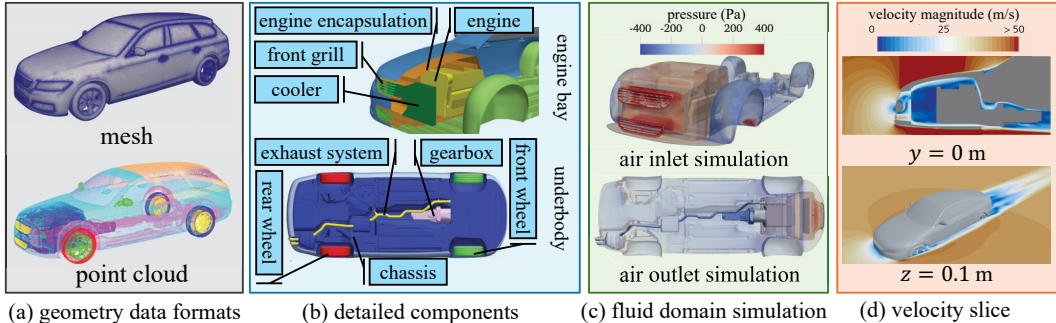 mesh
point cloud
(a) geometry data formats
engine encapsulation
engine
front grill
cooler
engine bay
exhaust system
gearbox
front wheel
rear wheel
chassis
underbody
(b) detailed components
pressure (Pa)
-400 -200 0 200 400
air inlet simulation
air outlet simulation
(c) fluid domain simulation
velocity magnitude (m/s)
0 25 > 50
y = 0 m
z = 0.1 m
(d) velocity slice